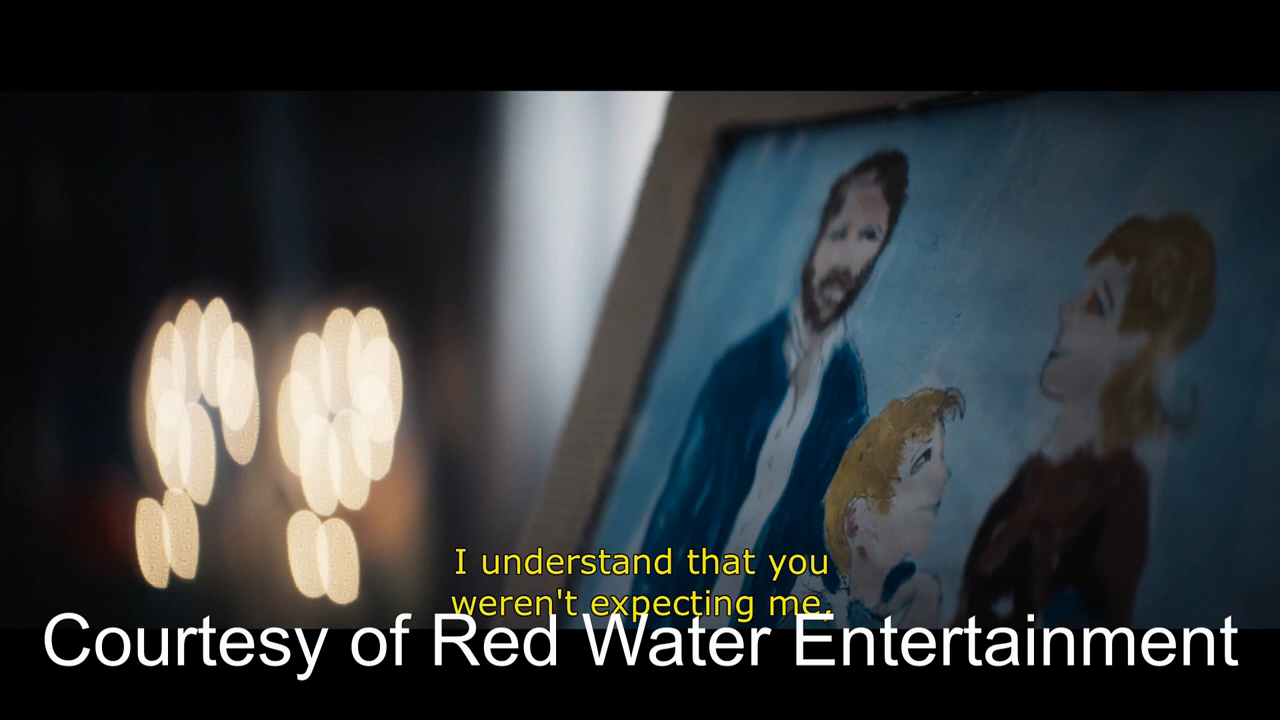 I understand that you
weren't expecting me,
Courtesy of Red Water Entertainment